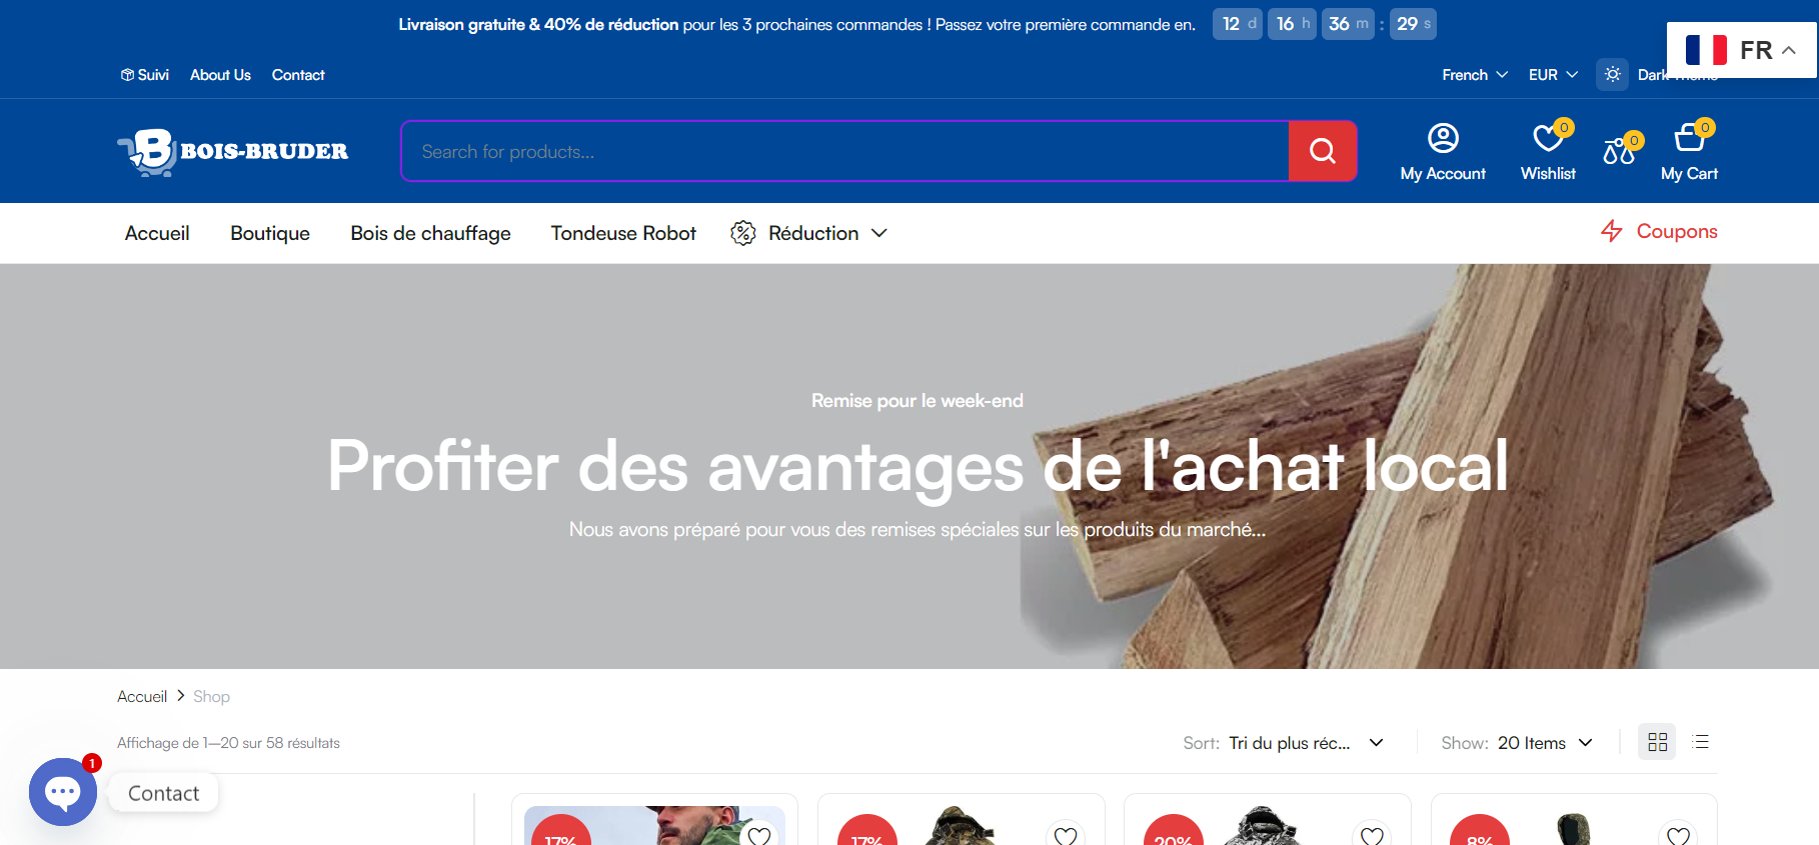 Livraison gratuite & 40% de réduction pour les 3 prochaines commandes ! Passez votre première commande en. 12 d 16 h 36 m : 29 s
FR
Suivi About Us Contact
French EUR Dark Theme
BOIS-BRUDER
Search for products...
0
0
0
My Account Wishlist My Cart
Accueil Boutique Bois de chauffage Tondeuse Robot Réduction
Coupons
Remise pour le week-end
Profiter des avantages de l'achat local
Nous avons préparé pour vous des remises spéciales sur les produits du marché...
Accueil Shop
Affichage de 1–20 sur 58 résultats
Sort: Tri du plus réc... Show: 20 Items
1
Contact
17% 17% 20% 8%